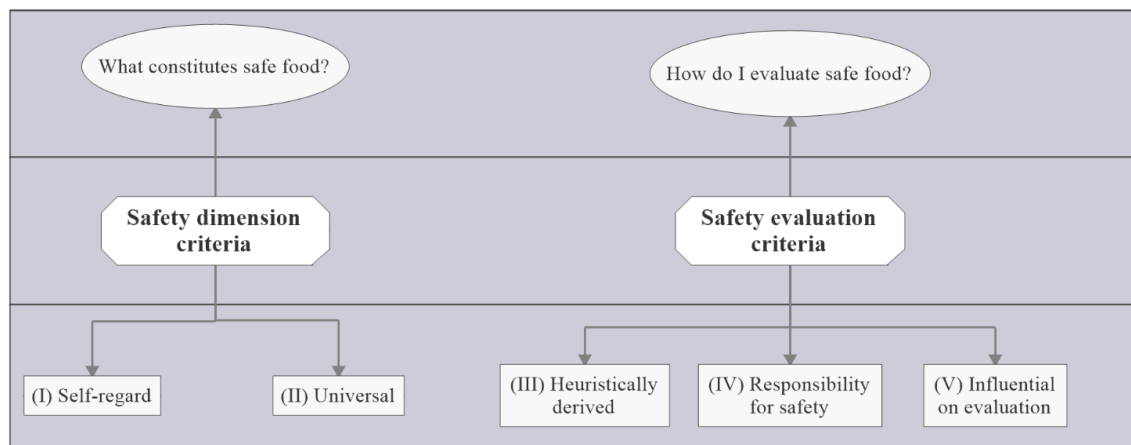 What constitutes safe food?
How do I evaluate safe food?
Safety dimension
criteria
Safety evaluation
criteria
(I) Self-regard
(II) Universal
(III) Heuristically
derived
(IV) Responsibility
for safety
(V) Influential
on evaluation